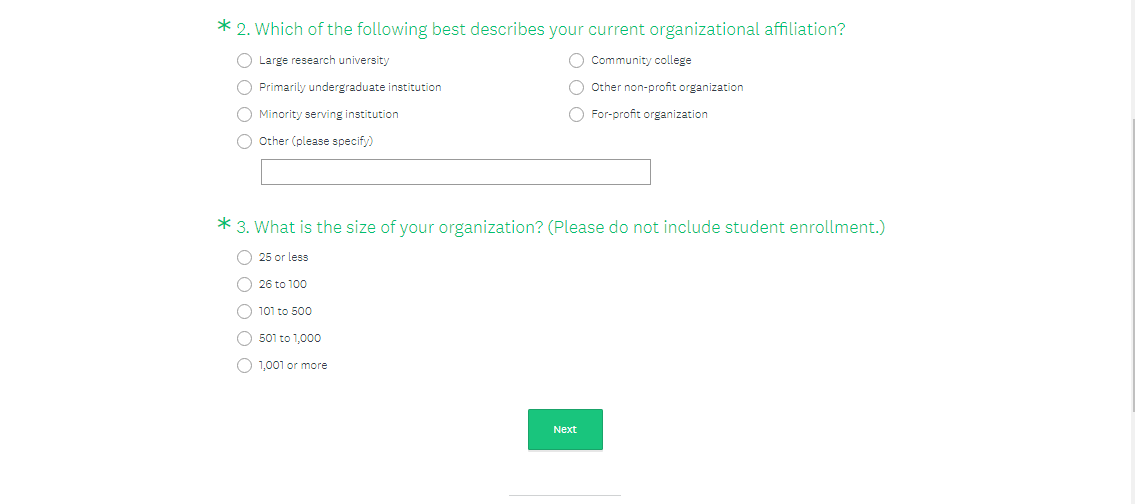 * 2. Which of the following best describes your current organizational affiliation?
Large research university
Community college
Primarily undergraduate institution
Other non-profit organization
Minority serving institution
For-profit organization
Other (please specify)
* 3. What is the size of your organization? (Please do not include student enrollment.)
25 or less
26 to 100
101 to 500
501 to 1,000
1,001 or more
Next